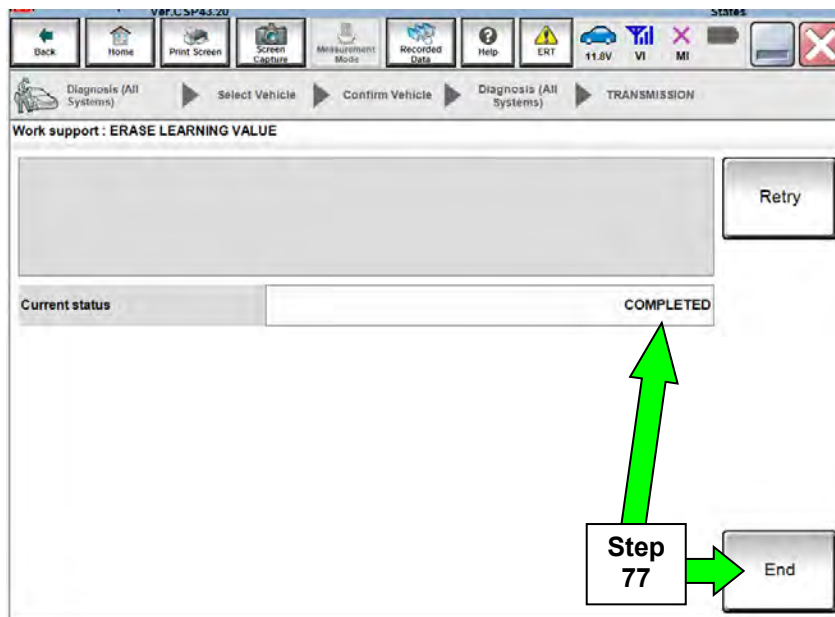 Ver.CSP43.20 States
Back Home Print Screen Screen Capture Measurement Mode Recorded Data Help ERT 11.8V VI MI
Diagnosis (All Systems) Select Vehicle Confirm Vehicle Diagnosis (All Systems) TRANSMISSION
Work support : ERASE LEARNING VALUE
Retry
Current status COMPLETED
Step
77
End